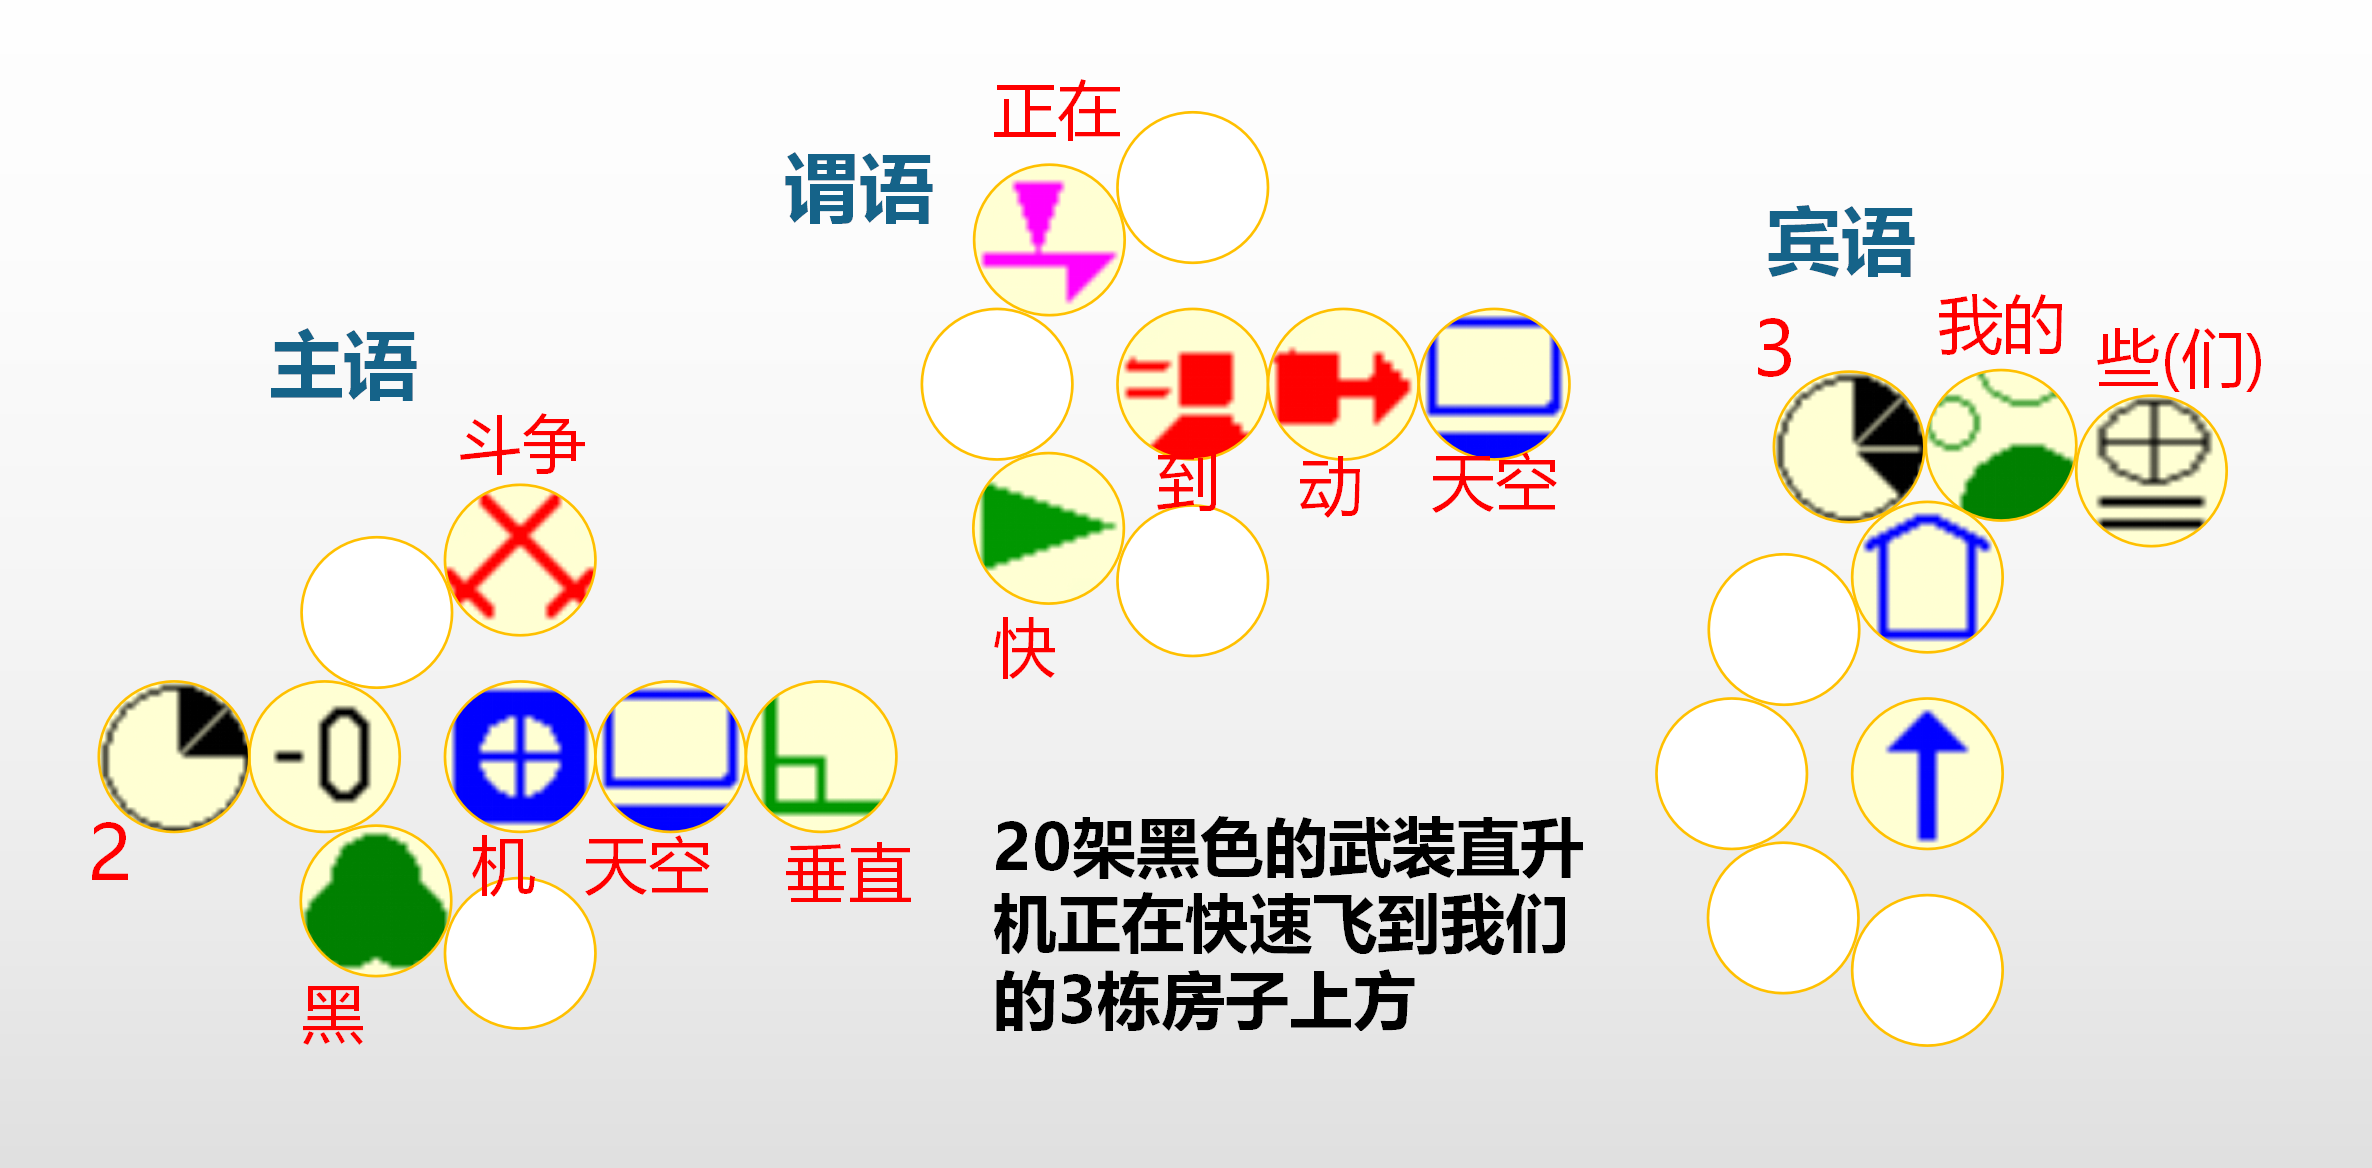 主语
斗争
-0
2
机
天空
垂直
黑
谓语
正在
到
动
天空
快
宾语
3
我的
些(们)
20架黑色的武装直升
机正在快速飞到我们
的3栋房子上方